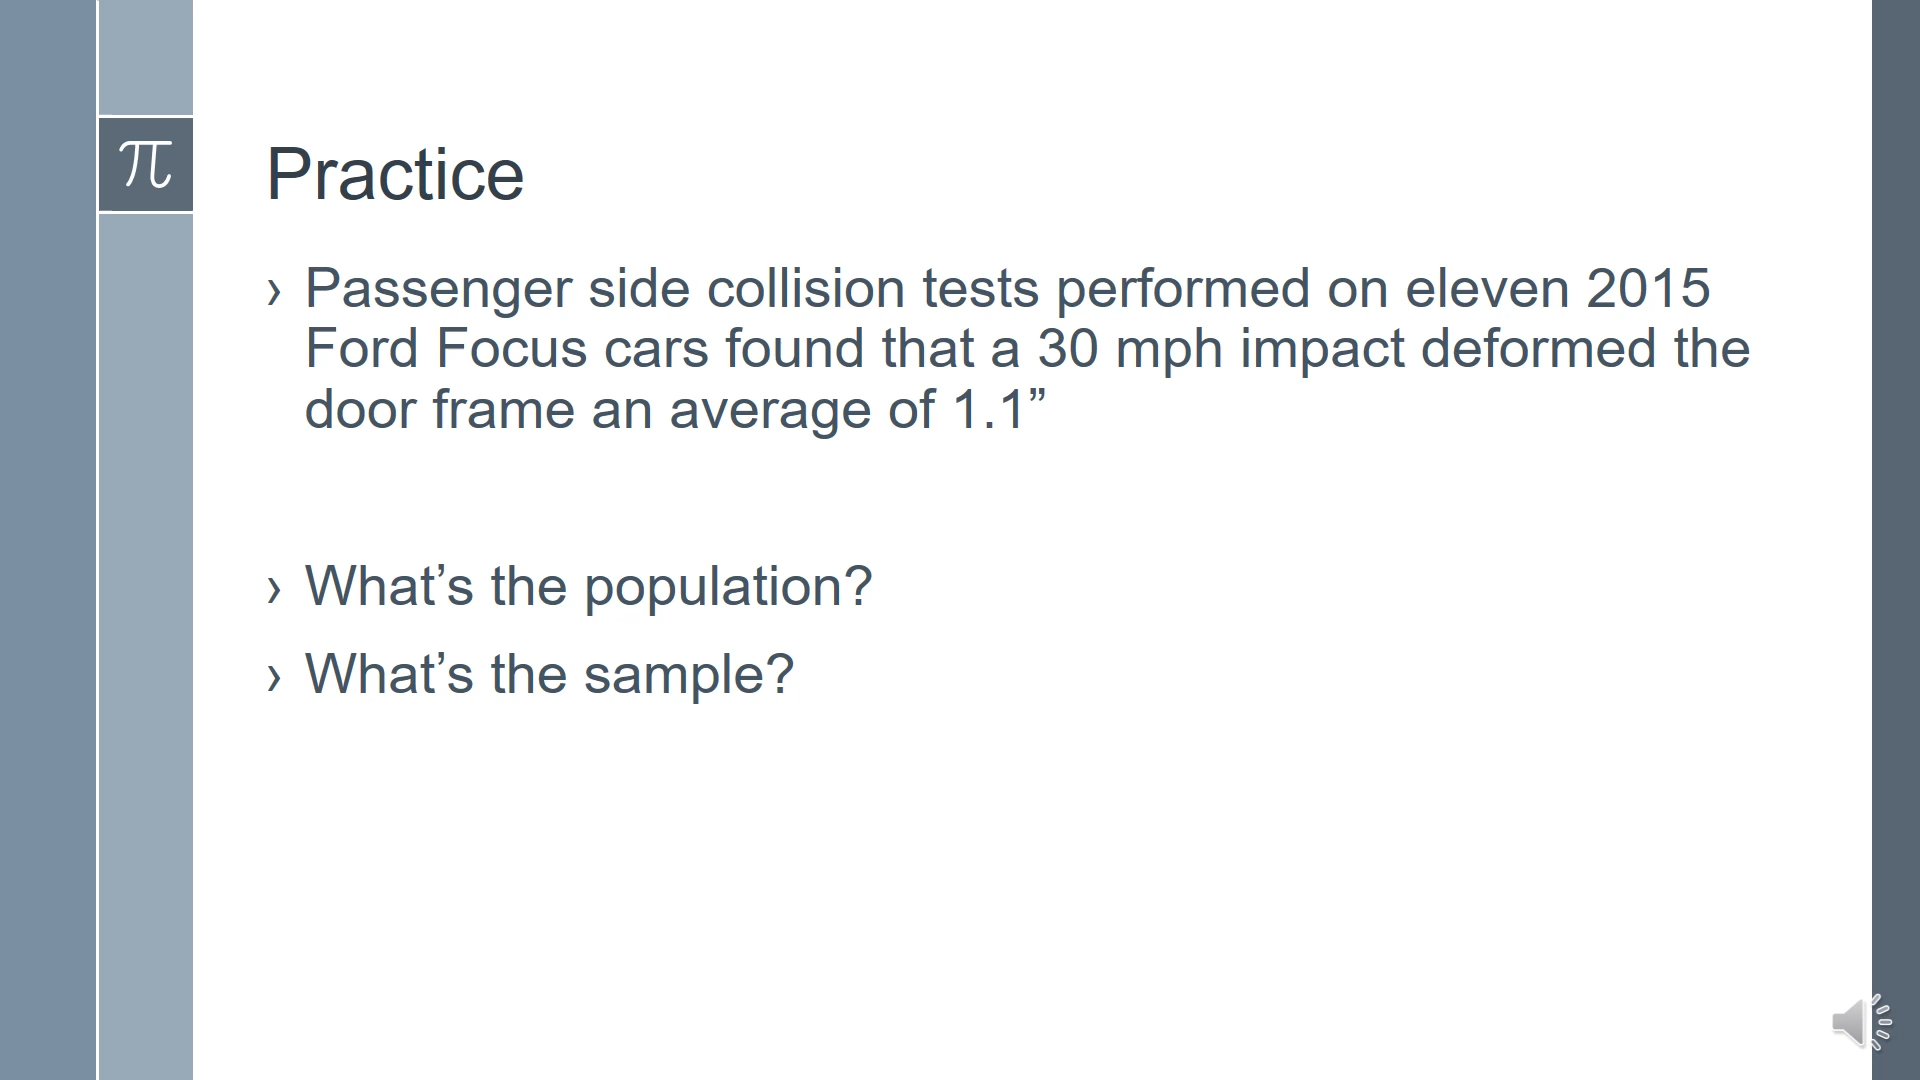 π
Practice
› Passenger side collision tests performed on eleven 2015
Ford Focus cars found that a 30 mph impact deformed the
door frame an average of 1.1”
› What’s the population?
› What’s the sample?